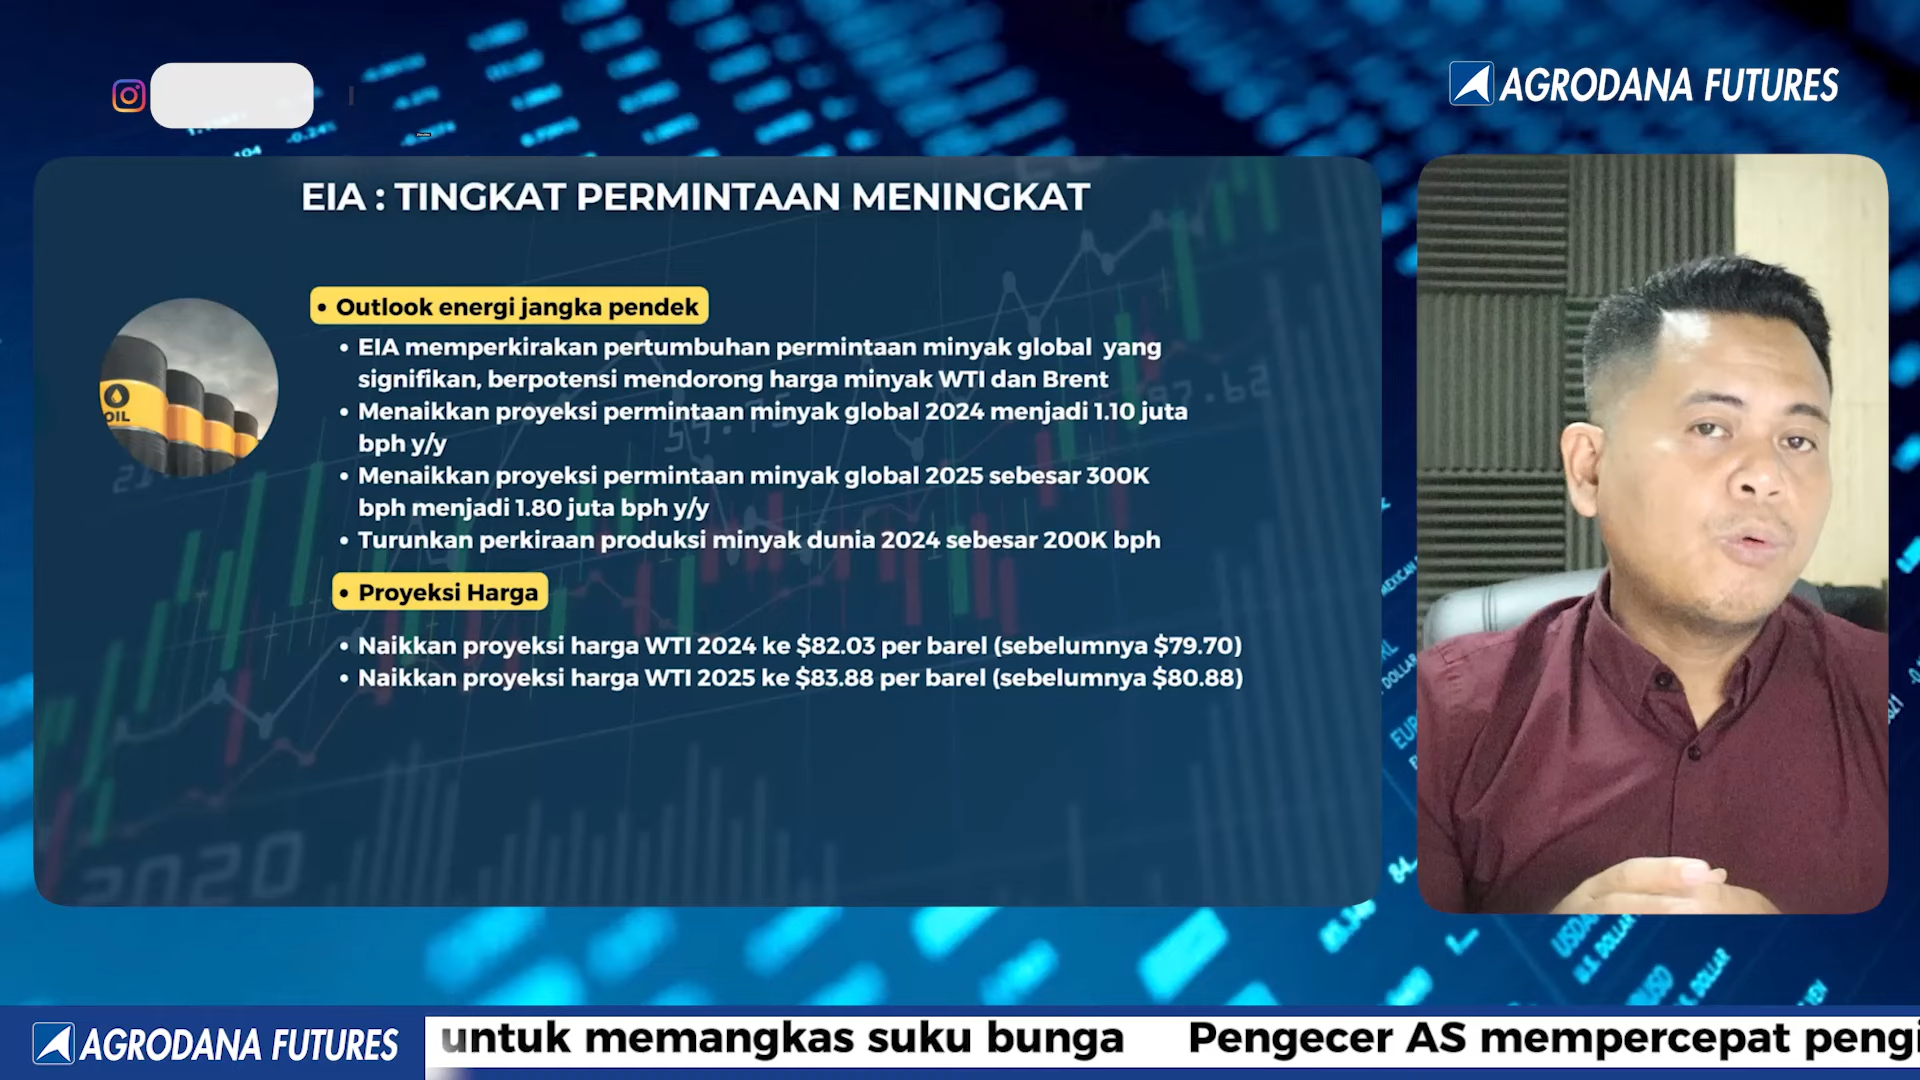 AGRODANA FUTURES
EIA : TINGKAT PERMINTAAN MENINGKAT
• Outlook energi jangka pendek
• EIA memperkirakan pertumbuhan permintaan minyak global yang
signifikan, berpotensi mendorong harga minyak WTI dan Brent
• Menaikkan proyeksi permintaan minyak global 2024 menjadi 1.10 juta
bph y/y
• Menaikkan proyeksi permintaan minyak global 2025 sebesar 300K
bph menjadi 1.80 juta bph y/y
• Turunkan perkiraan produksi minyak dunia 2024 sebesar 200K bph
• Proyeksi Harga
• Naikkan proyeksi harga WTI 2024 ke $82.03 per barel (sebelumnya $79.70)
• Naikkan proyeksi harga WTI 2025 ke $83.88 per barel (sebelumnya $80.88)
OIL
2020
AGRODANA FUTURES
untuk memangkas suku bunga Pengecer AS mempercepat pengi